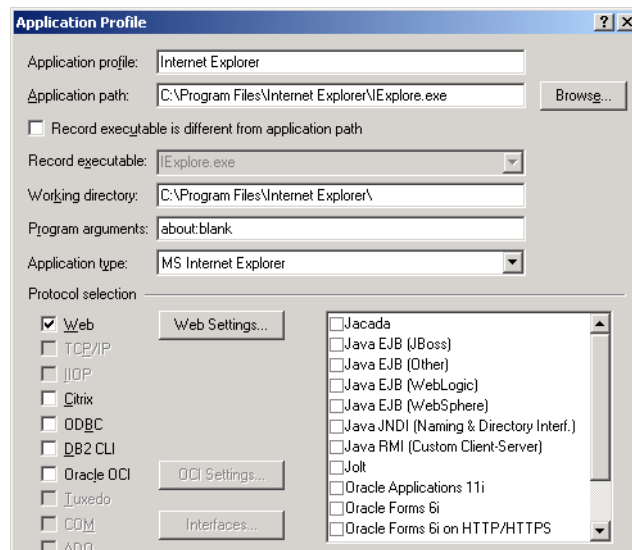 Application Profile
Application profile: Internet Explorer
Application path: C:\Program Files\Internet Explorer\IExplore.exe Browse...
Record executable is different from application path
Record executable: IExplore.exe
Working directory: C:\Program Files\Internet Explorer\
Program arguments: about:blank
Application type: MS Internet Explorer
Protocol selection
Web Web Settings...
TCP/IP
IIOP
Citrix
ODBC
DB2 CLI
Oracle OCI OCI Settings...
Tuxedo
COM Interfaces...
ADO
Jacada
Java EJB (JBoss)
Java EJB (Other)
Java EJB (WebLogic)
Java EJB (WebSphere)
Java JNDI (Naming & Directory Interf.)
Java RMI (Custom Client-Server)
Jolt
Oracle Applications 11i
Oracle Forms 6i
Oracle Forms 6i on HTTP/HTTPS